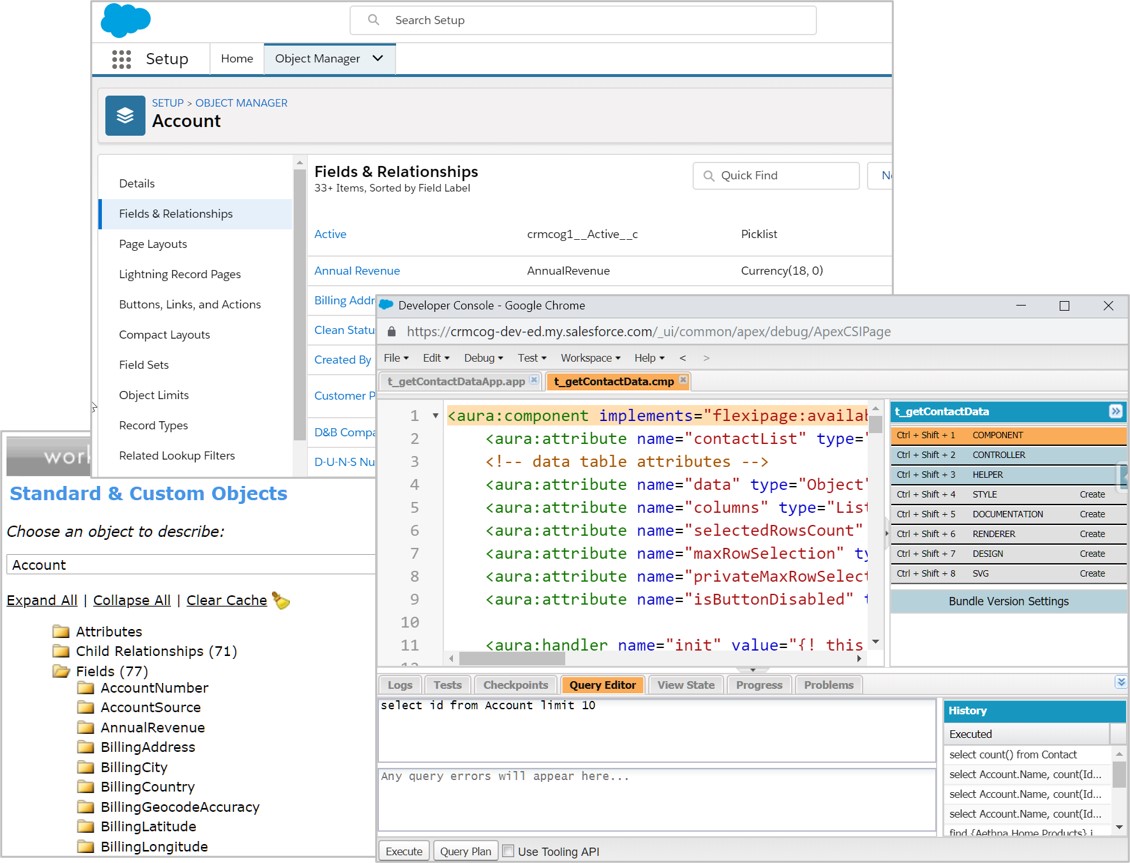 Search Setup
Setup
Home
Object Manager
SETUP > OBJECT MANAGER
Account
Details
Fields & Relationships
Page Layouts
Lightning Record Pages
Buttons, Links, and Actions
Compact Layouts
Field Sets
Object Limits
Record Types
Related Lookup Filters
Fields & Relationships
33+ Items, Sorted by Field Label
Quick Find
Active crmcog1__Active__c Picklist
Annual Revenue AnnualRevenue Currency(18, 0)
Billing Addr
Clean Statu
Created By
Customer P
D&B Compa
D-U-N-S Nu
work
Standard & Custom Objects
Choose an object to describe:
Account
Expand All | Collapse All | Clear Cache
Attributes
Child Relationships (71)
Fields (77)
AccountNumber
AccountSource
AnnualRevenue
BillingAddress
BillingCity
BillingCountry
BillingGeocodeAccuracy
BillingLatitude
BillingLongitude
Developer Console - Google Chrome
https://crmcog-dev-ed.my.salesforce.com/_ui/common/apex/debug/ApexCSIPage
File Edit Debug Test Workspace Help < >
t_getContactDataApp.app t_getContactData.cmp
1 <aura:component implements="flexipage:availab
2 <aura:attribute name="contactList" type="
3 <!-- data table attributes -->
4 <aura:attribute name="data" type="Object"
5 <aura:attribute name="columns" type="List
6 <aura:attribute name="selectedRowsCount"
7 <aura:attribute name="maxRowSelection" ty
8 <aura:attribute name="privateMaxRowSelect
9 <aura:attribute name="isButtonDisabled" t
10
11 <aura:handler name="init" value="{! this
t_getContactData
Ctrl + Shift + 1 COMPONENT
Ctrl + Shift + 2 CONTROLLER
Ctrl + Shift + 3 HELPER
Ctrl + Shift + 4 STYLE Create
Ctrl + Shift + 5 DOCUMENTATION Create
Ctrl + Shift + 6 RENDERER Create
Ctrl + Shift + 7 DESIGN Create
Ctrl + Shift + 8 SVG Create
Bundle Version Settings
Logs Tests Checkpoints Query Editor View State Progress Problems
select id from Account limit 10
Any query errors will appear here...
History
Executed
select count() from Contact
select Account.Name, count(Id...
select Account.Name, count(Id...
select Account.Name, count(Id...
find {Aethna Home Products} i
Execute Query Plan Use Tooling API